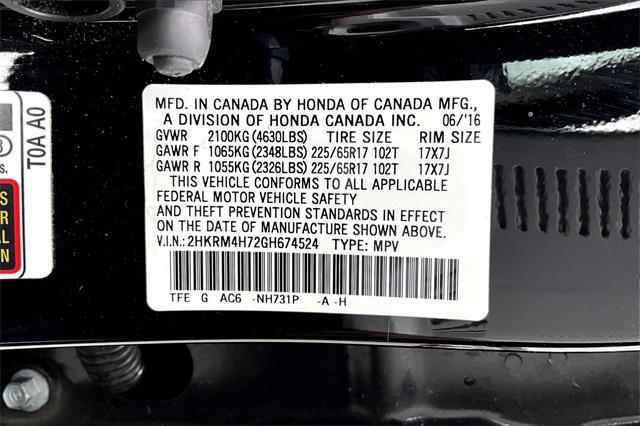 MFD. IN CANADA BY HONDA OF CANADA MFG.,
A DIVISION OF HONDA CANADA INC. 06/'16
GVWR 2100KG(4630LBS) TIRE SIZE RIM SIZE
GAWR F 1065KG(2348LBS) 225/65R17 102T 17X7J
GAWR R 1055KG(2326LBS) 225/65R17 102T 17X7J
THIS VEHICLE CONFORMS TO ALL APPLICABLE
FEDERAL MOTOR VEHICLE SAFETY
AND THEFT PREVENTION STANDARDS IN EFFECT
ON THE DATE OF MANUFACTURE SHOWN ABOVE.
V.I.N.: 2HKRM4H72GH674524 TYPE: MPV
TFE G AC6 -NH731P -A -H
T0A A0